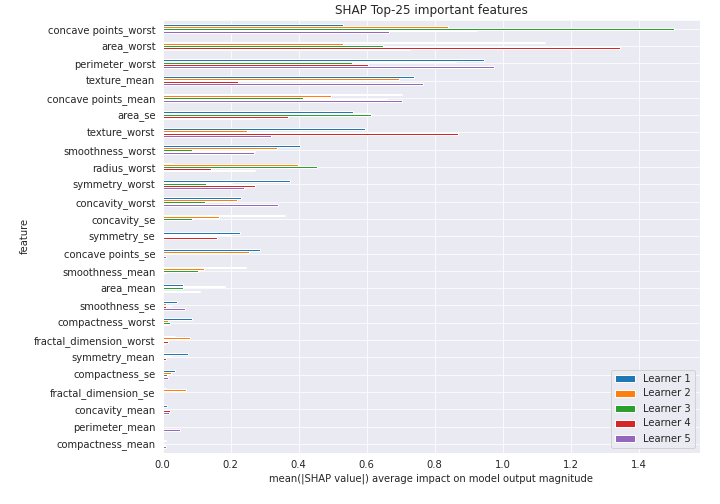 SHAP Top-25 important features
concave points_worst
area_worst
perimeter_worst
texture_mean
concave points_mean
area_se
texture_worst
smoothness_worst
radius_worst
symmetry_worst
concavity_worst
concavity_se
symmetry_se
concave points_se
smoothness_mean
area_mean
smoothness_se
compactness_worst
fractal_dimension_worst
symmetry_mean
compactness_se
fractal_dimension_se
concavity_mean
perimeter_mean
compactness_mean
feature
Learner 1
Learner 2
Learner 3
Learner 4
Learner 5
0.0 0.2 0.4 0.6 0.8 1.0 1.2 1.4
mean(|SHAP value|) average impact on model output magnitude